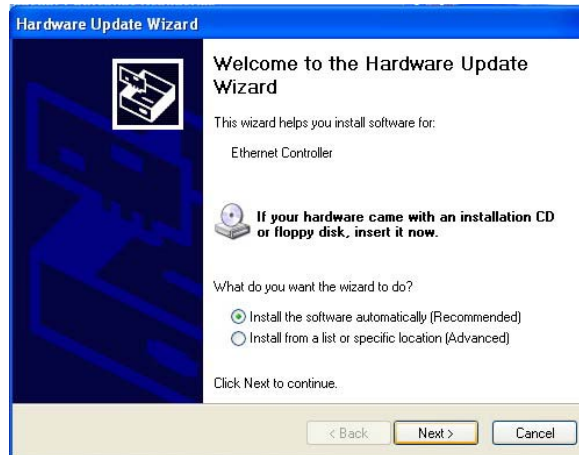 Hardware Update Wizard
Welcome to the Hardware Update
Wizard
This wizard helps you install software for:
Ethernet Controller
If your hardware came with an installation CD
or floppy disk, insert it now.
What do you want the wizard to do?
Install the software automatically (Recommended)
Install from a list or specific location (Advanced)
Click Next to continue.
< Back Next > Cancel